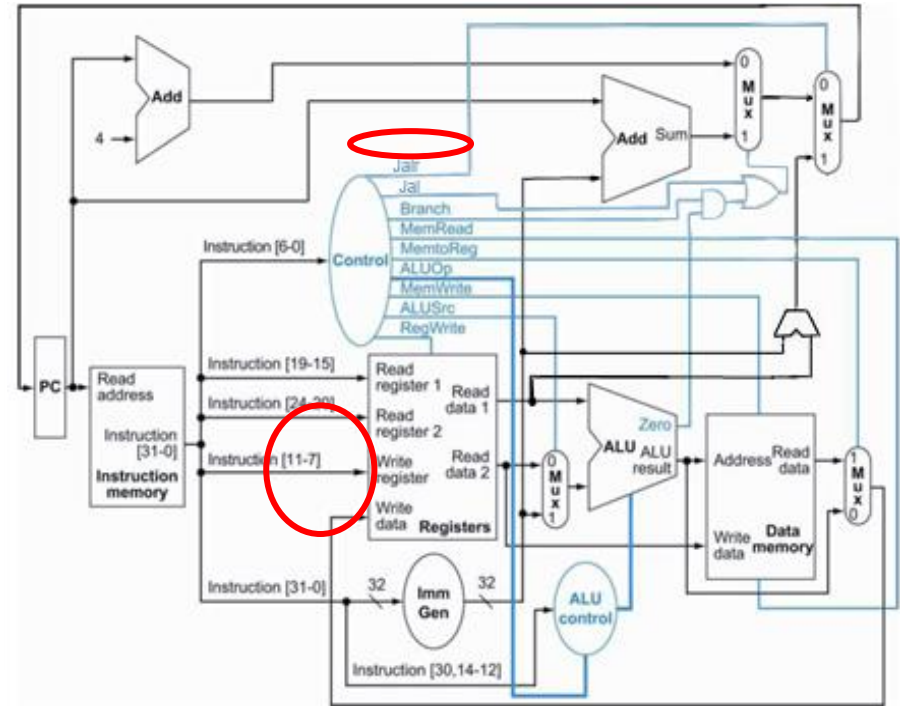 Add
4
Add Sum
0
Mux
1
0
Mux
1
Jalr
Jal
Branch
MemRead
MemtoReg
ALUOp
MemWrite
ALUSrc
RegWrite
Control
Instruction [6-0]
Instruction [19-15]
Instruction [24-20]
Instruction [11-7]
Instruction [31-0]
Instruction [30,14-12]
PC
Read
address
Instruction
[31-0]
Instruction
memory
Read
register 1
Read
register 2
Write
register
Write
data
Registers
Read
data 1
Read
data 2
0
Mux
1
32
Imm
Gen
32
ALU
control
Zero
ALU
ALU
result
Address
Read
data
Write
data
Data
memory
1
Mux
0